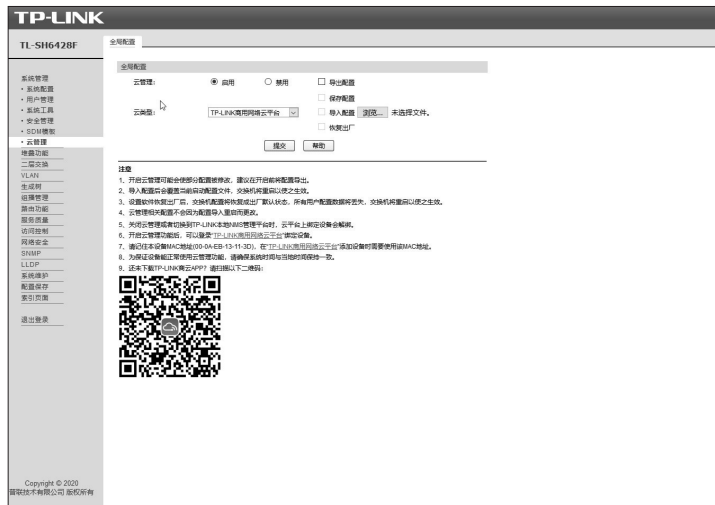 TP-LINK
TL-SH6428F
全局配置
系统管理
• 系统配置
• 用户管理
• 系统工具
• 安全管理
• SDM模板
• 云管理
堆叠功能
二层交换
VLAN
生成树
组播管理
路由功能
服务质量
访问控制
网络安全
SNMP
LLDP
系统维护
配置保存
索引页面
退出登录
Copyright © 2020
普联技术有限公司 版权所有
全局配置
云管理: 启用 禁用 导出配置
保存配置
云类型: TP-LINK商用网络云平台 导入配置 浏览... 未选择文件。
恢复出厂
提交 帮助
注意
1、开启云管理可能会使部分配置被修改，建议在开启前将配置导出。
2、导入配置后会覆盖当前启动配置文件，交换机将重启以使之生效。
3、设置软件恢复出厂后，交换机配置将恢复成出厂默认状态，所有用户配置数据将丢失，交换机将重启以使之生效。
4、云管理相关配置不会因为配置导入重启而更改。
5、关闭云管理或者切换到TP-LINK本地NMS管理平台时，云平台上绑定设备会解绑。
6、开启云管理功能后，可以登录"TP-LINK商用网络云平台"绑定设备。
7、请记住本设备MAC地址(00-0A-EB-13-11-3D)，在"TP-LINK商用网络云平台"添加设备时需要使用该MAC地址。
8、为保证设备能正常使用云管理功能，请确保系统时间与当地时间保持一致。
9、还未下载TP-LINK商云APP? 请扫描以下二维码: